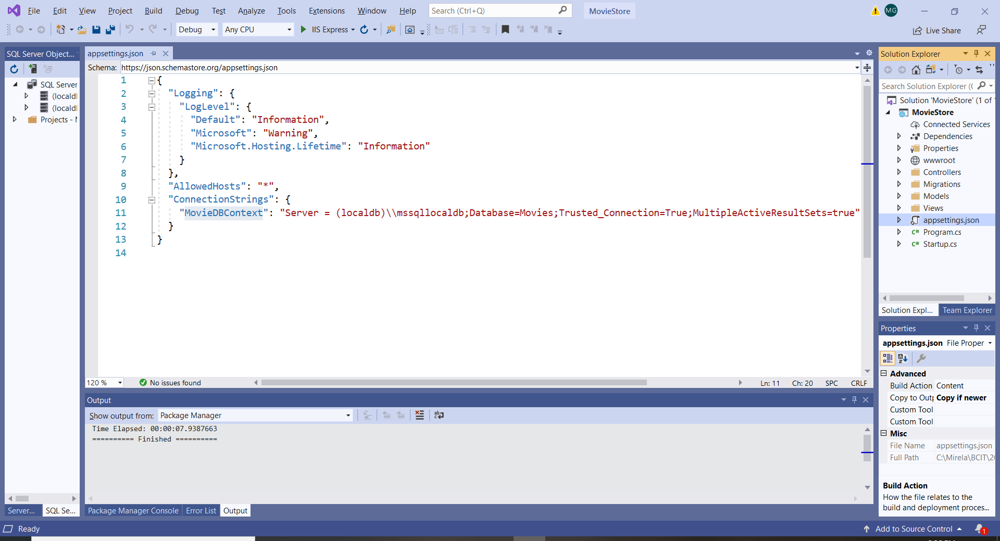 File Edit View Project Build Debug Test Analyze Tools Extensions Window Help Search (Ctrl+Q) MovieStore MG
Debug Any CPU IIS Express Live Share
SQL Server Object...
SQL Server
(locald
(locald
Projects -
appsettings.json
Schema: https://json.schemastore.org/appsettings.json
1 {
2 "Logging": {
3 "LogLevel": {
4 "Default": "Information",
5 "Microsoft": "Warning",
6 "Microsoft.Hosting.Lifetime": "Information"
7 }
8 },
9 "AllowedHosts": "*",
10 "ConnectionStrings": {
11 "MovieDBContext": "Server = (localdb)\\mssqllocaldb;Database=Movies;Trusted_Connection=True;MultipleActiveResultSets=true"
12 }
13 }
14
120 % No issues found Ln: 11 Ch: 20 SPC CRLF
Output
Show output from: Package Manager
Time Elapsed: 00:00:07.9387663
========== Finished ==========
Server... SQL Se...
Package Manager Console Error List Output
Solution Explorer
Search Solution Explorer (
Solution 'MovieStore' (1 of
MovieStore
Connected Services
Dependencies
Properties
wwwroot
Controllers
Migrations
Models
Views
appsettings.json
C# Program.cs
C# Startup.cs
Solution Expl... Team Explorer
Properties
appsettings.json File Proper
Advanced
Build Action Content
Copy to Outp Copy if newer
Custom Tool
Custom Tool
Misc
File Name appsettings.json
Full Path C:\Mirela\BCIT\2
Build Action
How the file relates to the
build and deployment proces...
Ready Add to Source Control 1